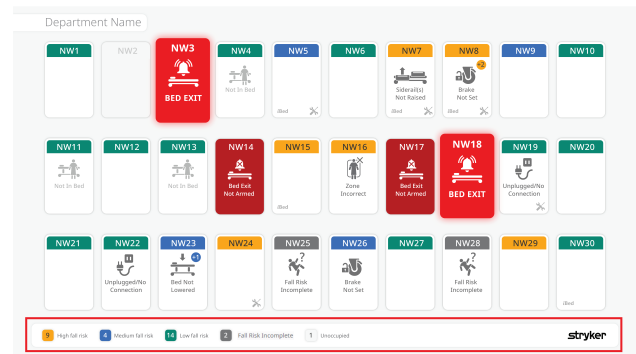 Department Name
NW1
NW2
NW3
BED EXIT
NW4
Not In Bed
NW5
iBed
NW6
NW7
Siderail(s)
Not Raised
iBed
NW8
+2
Brake
Not Set
iBed
NW9
NW10
NW11
Not In Bed
NW12
NW13
Not In Bed
NW14
Bed Exit
Not Armed
NW15
iBed
NW16
Zone
Incorrect
NW17
Bed Exit
Not Armed
NW18
BED EXIT
NW19
Unplugged/No
Connection
NW20
NW21
NW22
Unplugged/No
Connection
NW23
Bed Not
Lowered
NW24
NW25
?
Fall Risk
Incomplete
NW26
Brake
Not Set
NW27
NW28
?
Fall Risk
Incomplete
NW29
NW30
iBed
9 High fall risk 4 Medium fall risk 14 Low fall risk 2 Fall Risk Incomplete 1 Unoccupied stryker